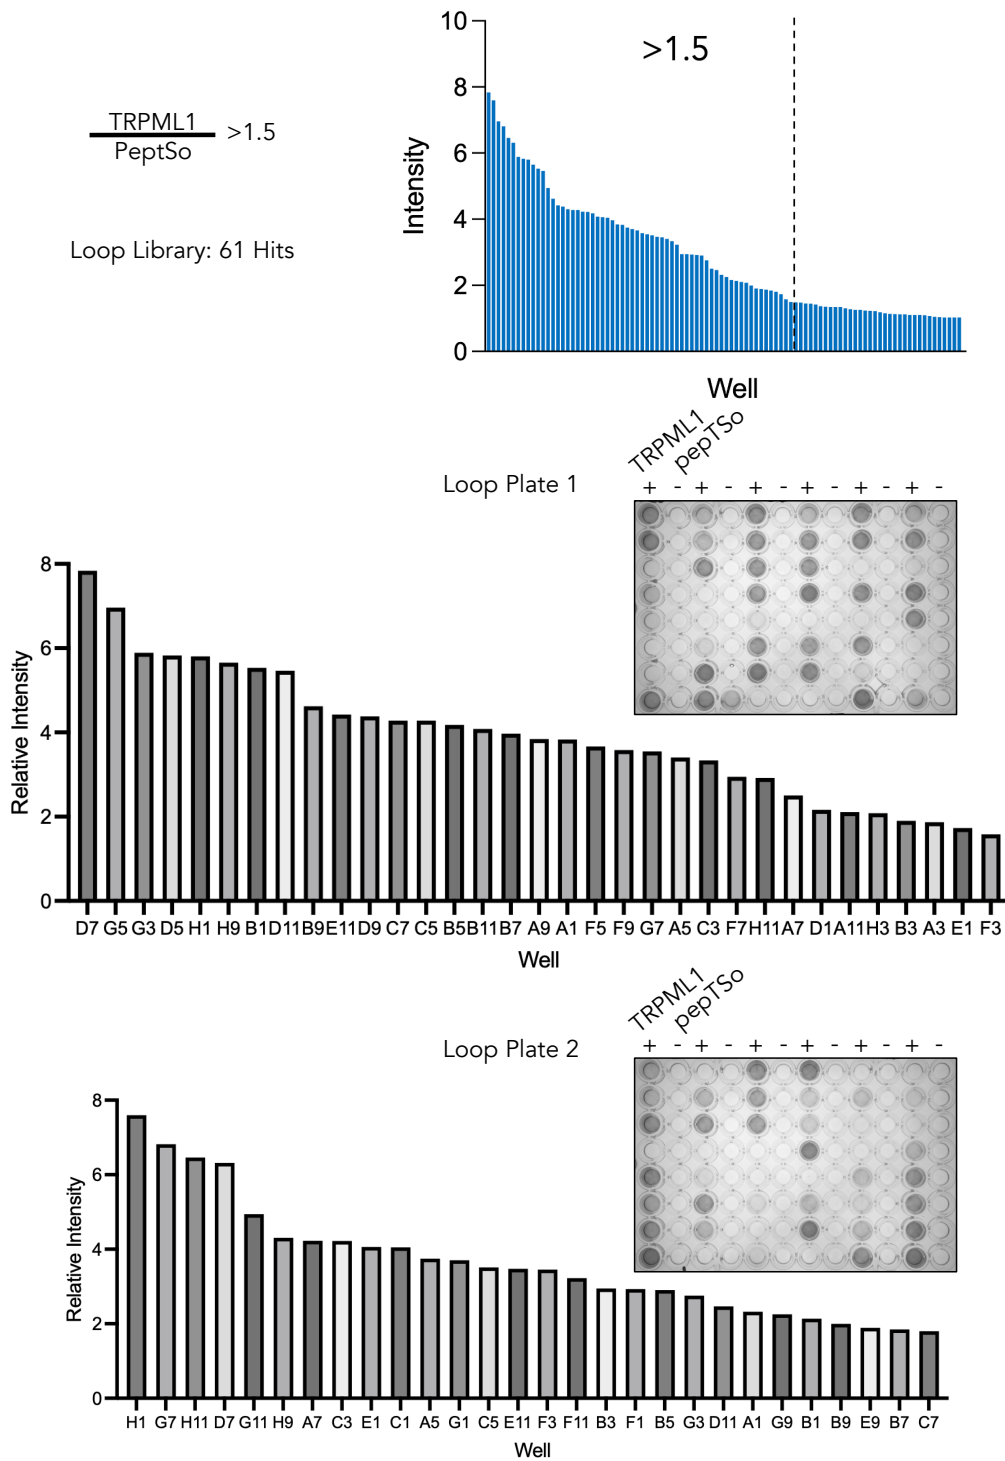 10
8
6
4
2
0
Intensity
>1.5
Well
TRPML1
PeptSo
>1.5
Loop Library: 61 Hits
TRPML1
pepTSo
Loop Plate 1
+ - + - + - + - + - + -
8
6
4
2
0
Relative Intensity
D7 G5 G3 D5 H1 H9 B1 D11 B9 E11 D9 C7 C5 B5 B11 B7 A9 A1 F5 F9 G7 A5 C3 F7 H11 A7 D1 A11 H3 B3 A3 E1 F3
Well
TRPML1
pepTSo
Loop Plate 2
+ - + - + - + - + - + -
8
6
4
2
0
Relative Intensity
H1 G7 H11 D7 G11 H9 A7 C3 E1 C1 A5 G1 C5 E11 F3 F11 B3 F1 B5 G3 D11 A1 G9 B1 B9 E9 B7 C7
Well